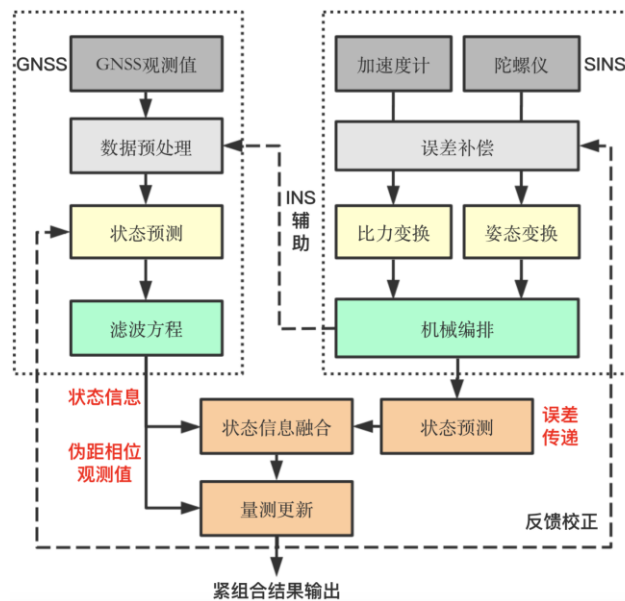 GNSS
GNSS观测值
加速度计
陀螺仪
SINS
数据预处理
误差补偿
INS
辅助
状态预测
比力变换
姿态变换
滤波方程
机械编排
状态信息
状态信息融合
状态预测
误差
传递
伪距相位
观测值
量测更新
反馈校正
紧组合结果输出